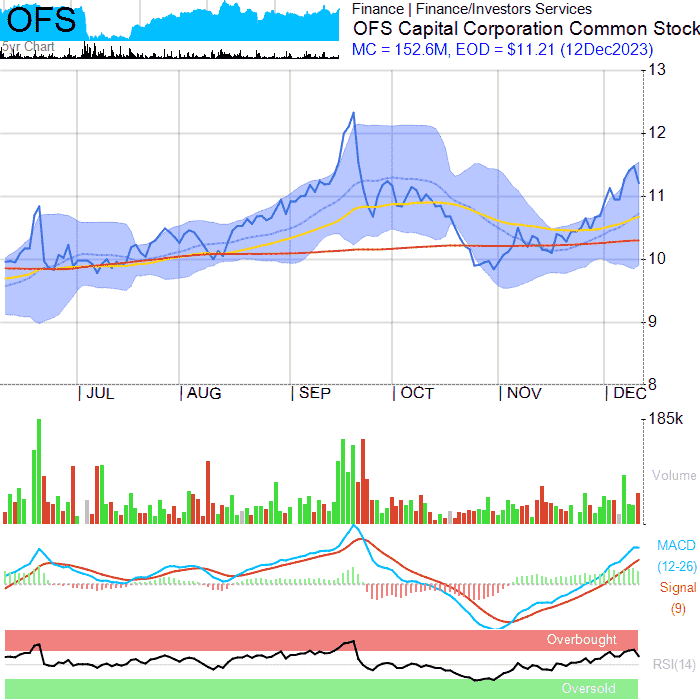 OFS
5yr Chart
Finance | Finance/Investors Services
OFS Capital Corporation Common Stock
MC = 152.6M, EOD = $11.21 (12Dec2023)
13
12
11
10
9
8
| JUL
| AUG
| SEP
| OCT
| NOV
| DEC
185k
Volume
MACD
(12-26)
Signal
(9)
Overbought
RSI(14)
Oversold